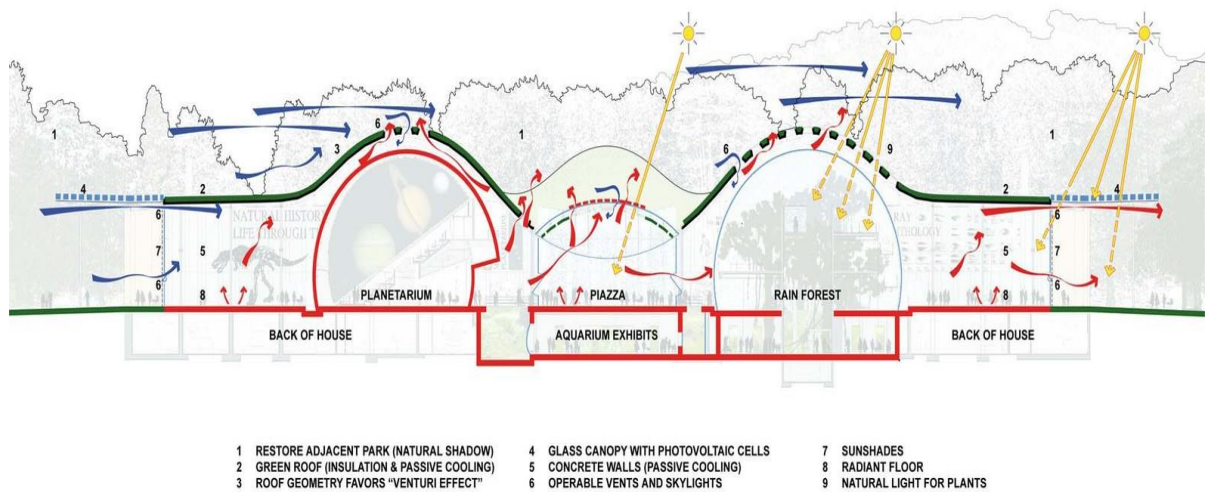 6
1
3
1
6
9
1
4
2
2
4
6
6
NATURAL HISTORY
LIFE THROUGH T
5
7
5
7
6
6
8
8
PLANETARIUM
PIAZZA
RAIN FOREST
BACK OF HOUSE
AQUARIUM EXHIBITS
BACK OF HOUSE
1 RESTORE ADJACENT PARK (NATURAL SHADOW)
2 GREEN ROOF (INSULATION & PASSIVE COOLING)
3 ROOF GEOMETRY FAVORS “VENTURI EFFECT”
4 GLASS CANOPY WITH PHOTOVOLTAIC CELLS
5 CONCRETE WALLS (PASSIVE COOLING)
6 OPERABLE VENTS AND SKYLIGHTS
7 SUNSHADES
8 RADIANT FLOOR
9 NATURAL LIGHT FOR PLANTS